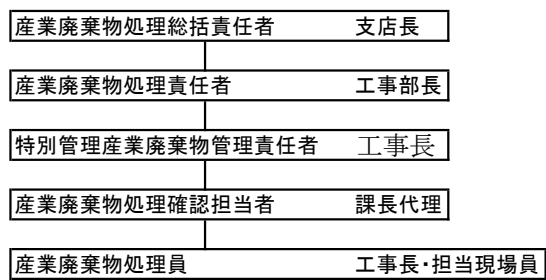 産業廃棄物処理総括責任者 支店長
産業廃棄物処理責任者 工事部長
特別管理産業廃棄物管理責任者 工事長
産業廃棄物処理確認担当者 課長代理
産業廃棄物処理員 工事長・担当現場員